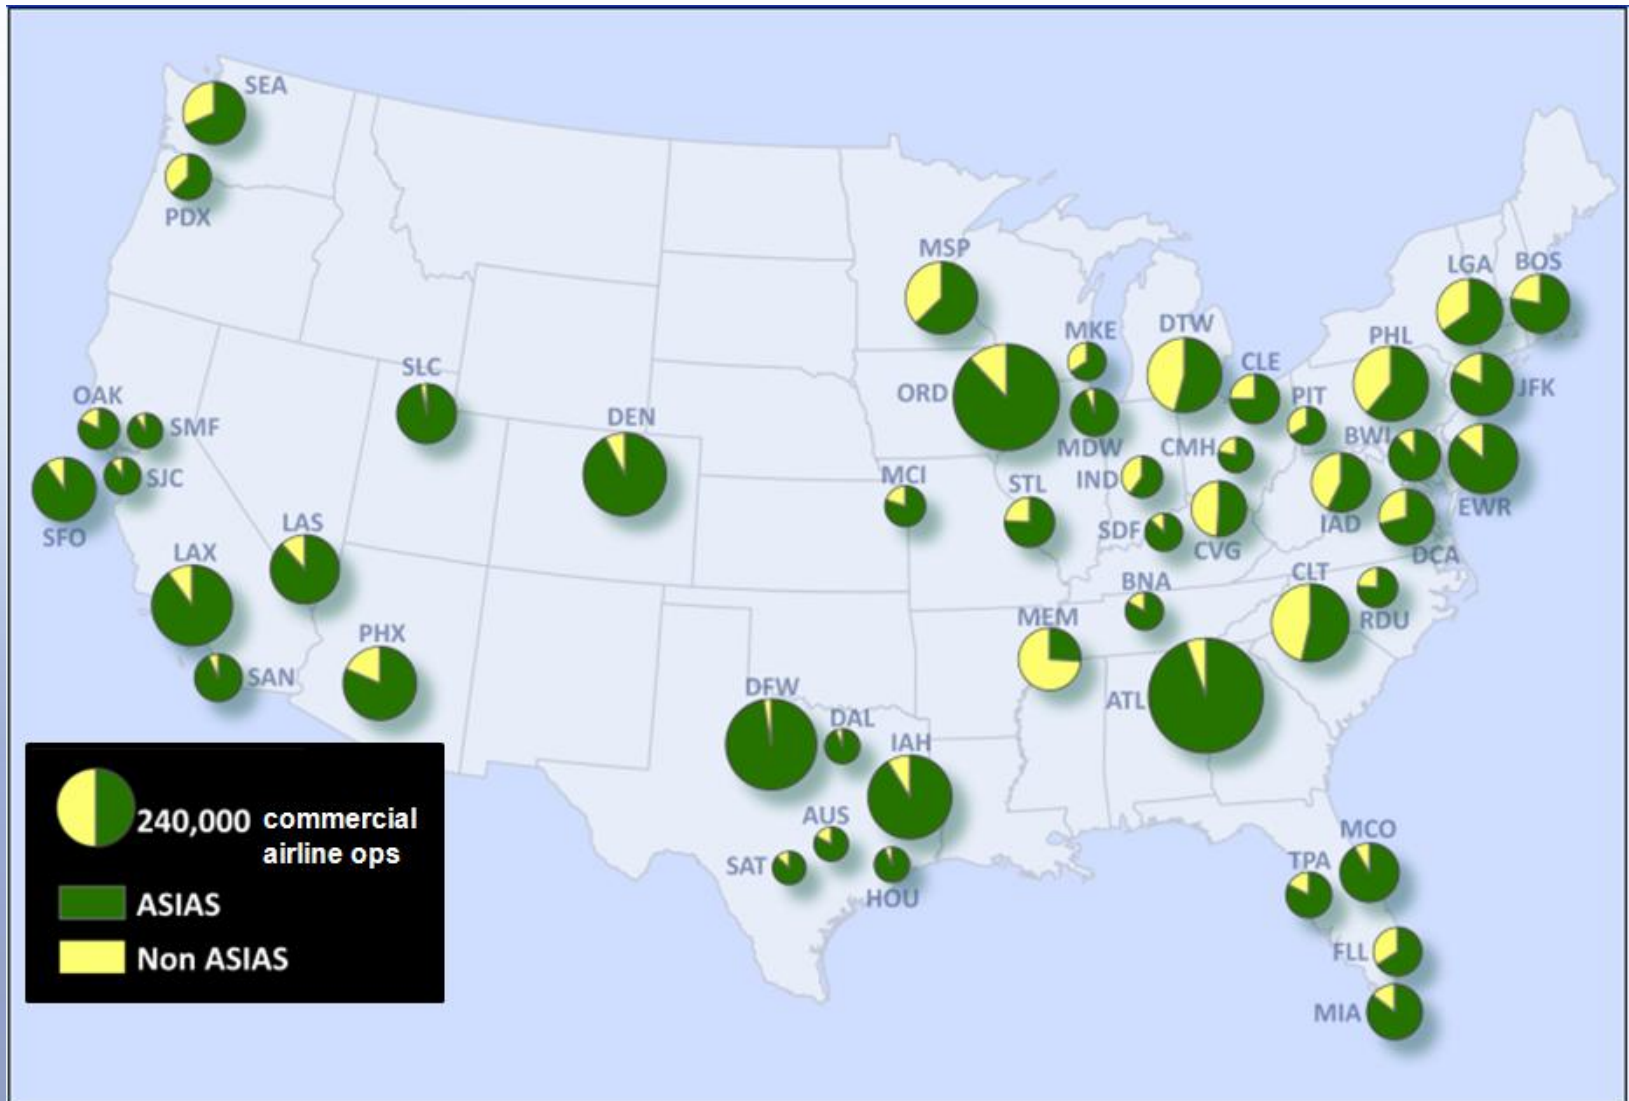 SEA
PDX
MSP
LGA
BOS
MKE
DTW
PHL
CLE
SLC
ORD
JFK
OAK
PIT
DEN
SMF
BWI
MDW
CMH
MCI
SJC
IND
STL
EWR
LAS
SDF
IAD
SFO
CVG
DCA
LAX
CLT
BNA
MEM
RDU
PHX
SAN
DFW
ATL
DAL
IAH
240,000 commercial
airline ops
AUS
MCO
TPA
SAT
HOU
ASIAS
FLL
Non ASIAS
MIA